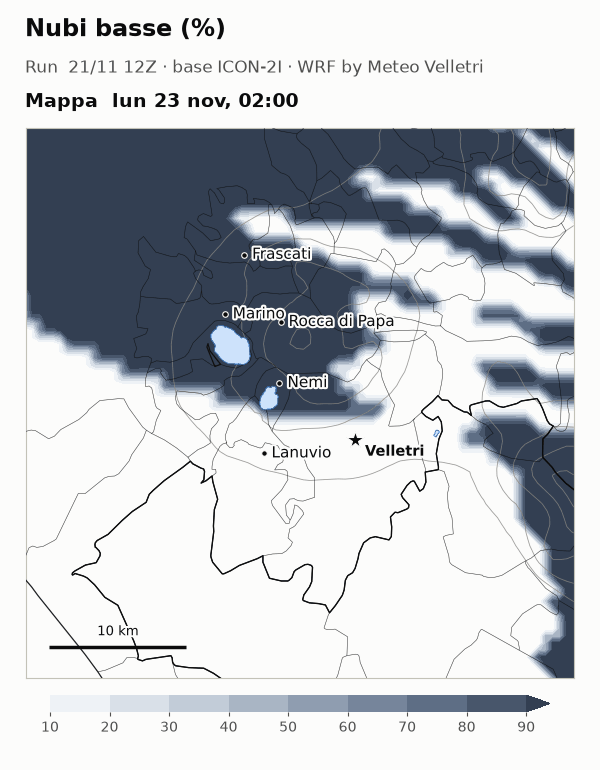 Nubi basse (%)
Run 21/11 12Z · base ICON-2I · WRF by Meteo Velletri
Mappa lun 23 nov, 02:00
Frascati
Marino
Rocca di Papa
Nemi
Velletri
Lanuvio
10 km
10 20 30 40 50 60 70 80 90